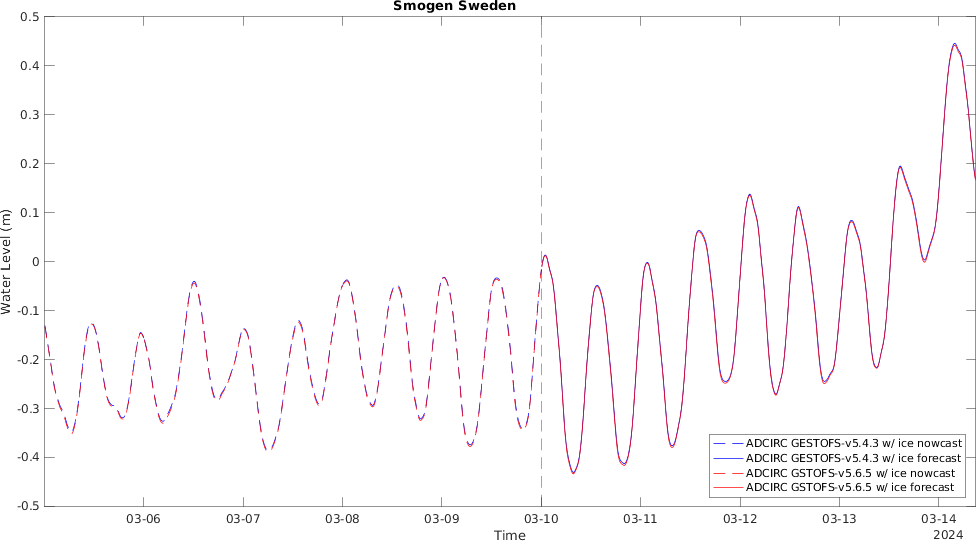 Smogen Sweden
0.5
0.4
0.3
0.2
0.1
0
-0.1
-0.2
-0.3
-0.4
-0.5
Water Level (m)
ADCIRC GESTOFS-v5.4.3 w/ ice nowcast
ADCIRC GESTOFS-v5.4.3 w/ ice forecast
ADCIRC GSTOFS-v5.6.5 w/ ice nowcast
ADCIRC GSTOFS-v5.6.5 w/ ice forecast
03-06 03-07 03-08 03-09 03-10 03-11 03-12 03-13 03-14
Time 2024